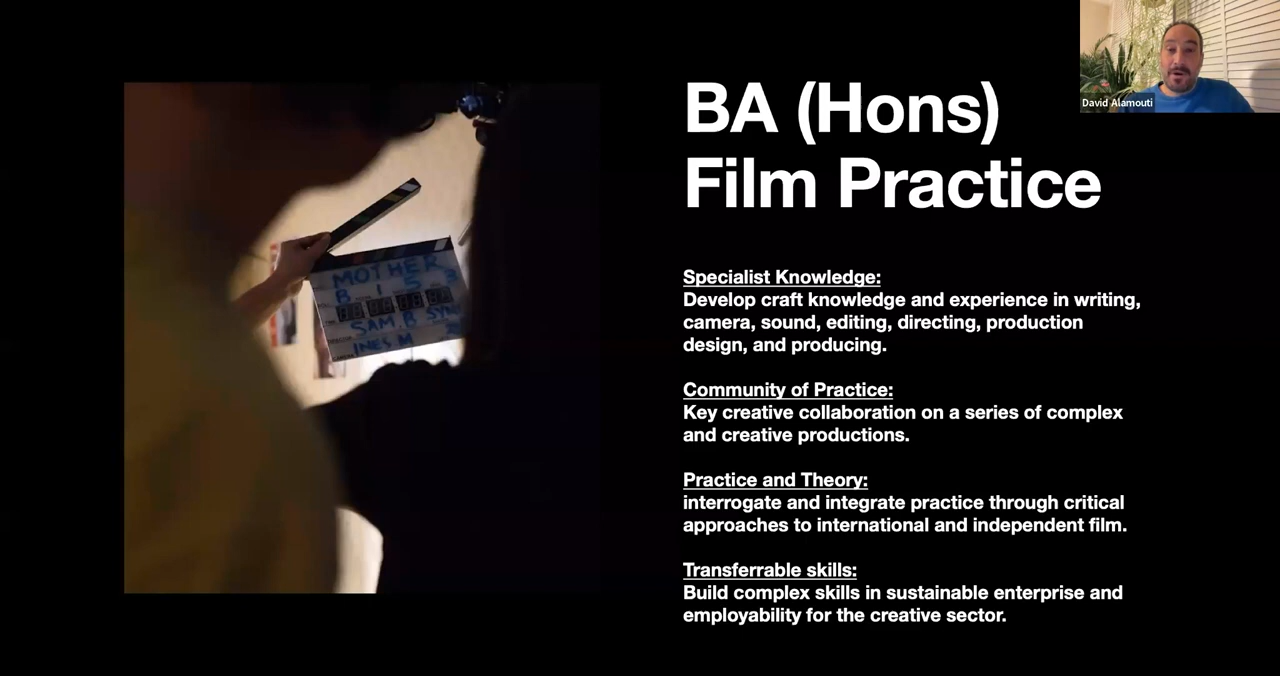 BA (Hons)
Film Practice
David Alamouti
Specialist Knowledge:
Develop craft knowledge and experience in writing,
camera, sound, editing, directing, production
design, and producing.
Community of Practice:
Key creative collaboration on a series of complex
and creative productions.
Practice and Theory:
interrogate and integrate practice through critical
approaches to international and independent film.
Transferrable skills:
Build complex skills in sustainable enterprise and
employability for the creative sector.
MOTHER
B 1 5
SAM.B
INES M